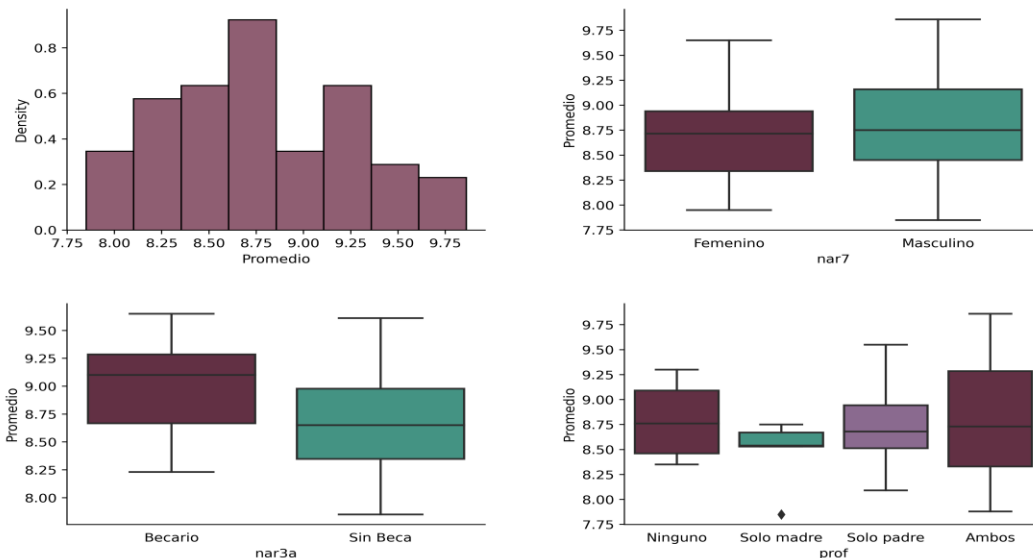 0.8
0.6
0.4
0.2
0.0
Density
7.75 8.00 8.25 8.50 8.75 9.00 9.25 9.50 9.75
Promedio
9.75
9.50
9.25
9.00
8.75
8.50
8.25
8.00
7.75
Promedio
Femenino Masculino
nar7
9.50
9.25
9.00
8.75
8.50
8.25
8.00
Promedio
Becario Sin Beca
nar3a
9.75
9.50
9.25
9.00
8.75
8.50
8.25
8.00
7.75
Promedio
Ninguno Solo madre Solo padre Ambos
prof